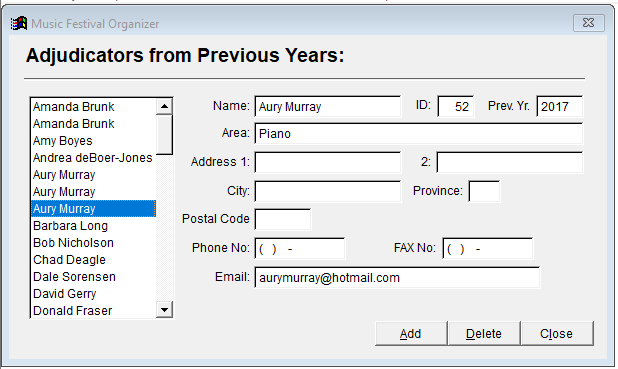 Music Festival Organizer
Adjudicators from Previous Years:
Amanda Brunk
Amanda Brunk
Amy Boyes
Andrea deBoer-Jones
Aury Murray
Aury Murray
Aury Murray
Barbara Long
Bob Nicholson
Chad Deagle
Dale Sorensen
David Gerry
Donald Fraser
Name: Aury Murray ID: 52 Prev. Yr. 2017
Area: Piano
Address 1: 2:
City: Province:
Postal Code
Phone No: ( ) - FAX No: ( ) -
Email: aurymurray@hotmail.com
Add Delete Close